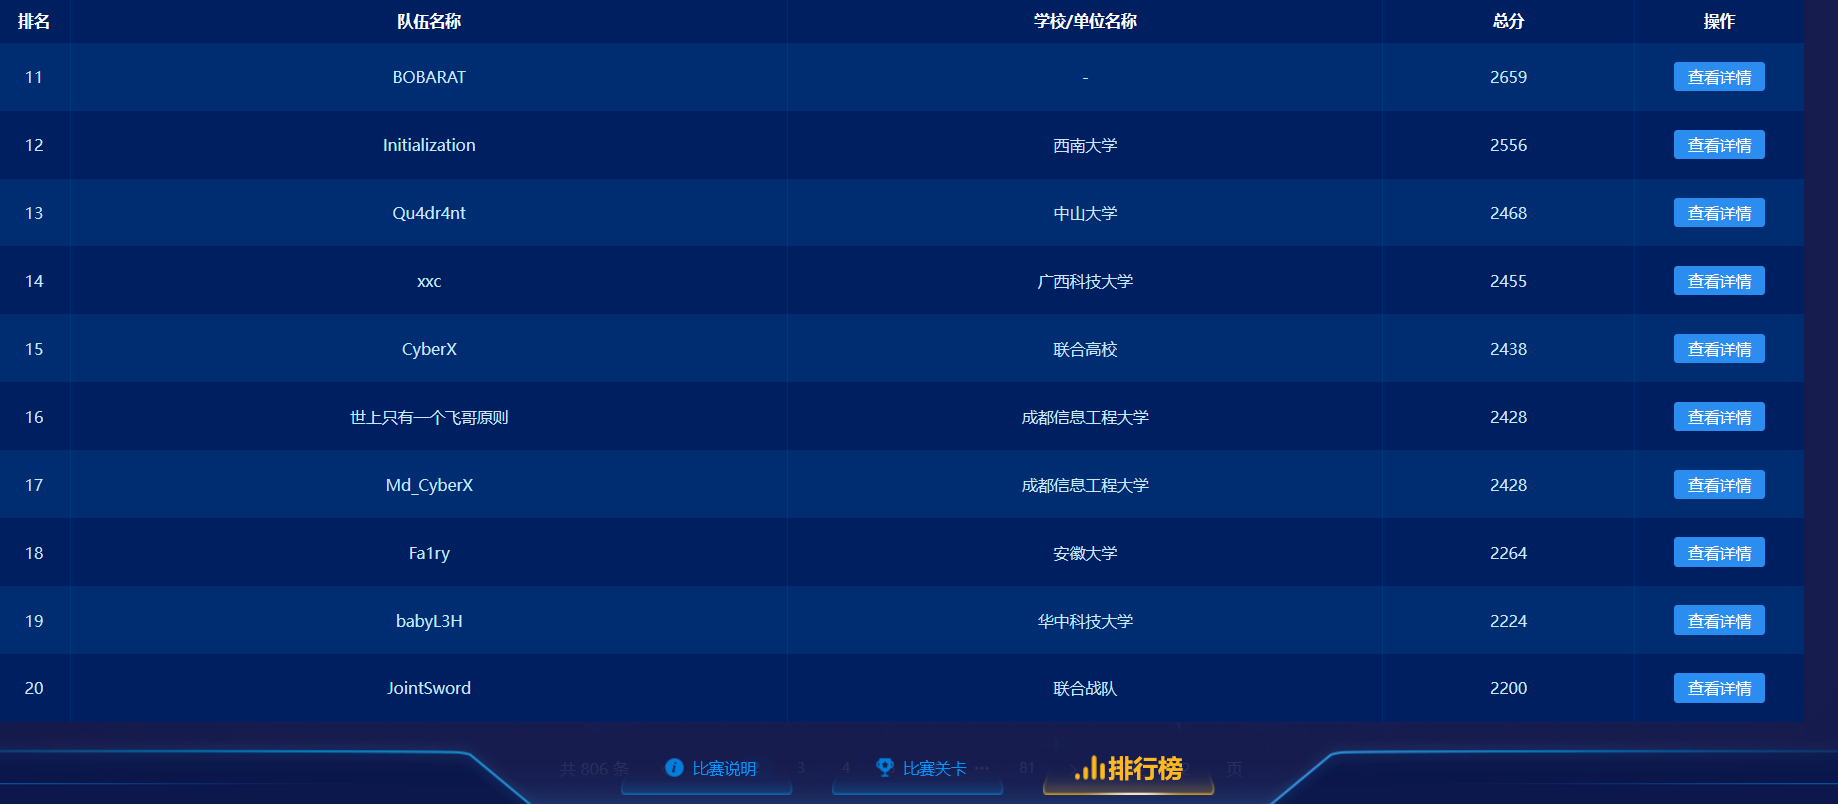 排名 队伍名称 学校/单位名称 总分 操作
11 BOBARAT - 2659 查看详情
12 Initialization 西南大学 2556 查看详情
13 Qu4dr4nt 中山大学 2468 查看详情
14 xxc 广西科技大学 2455 查看详情
15 CyberX 联合高校 2438 查看详情
16 世上只有一个飞哥原则 成都信息工程大学 2428 查看详情
17 Md_CyberX 成都信息工程大学 2428 查看详情
18 Fa1ry 安徽大学 2264 查看详情
19 babyL3H 华中科技大学 2224 查看详情
20 JointSword 联合战队 2200 查看详情
共 806 条 比赛说明 3 4 比赛关卡 ··· 81 排行榜 页